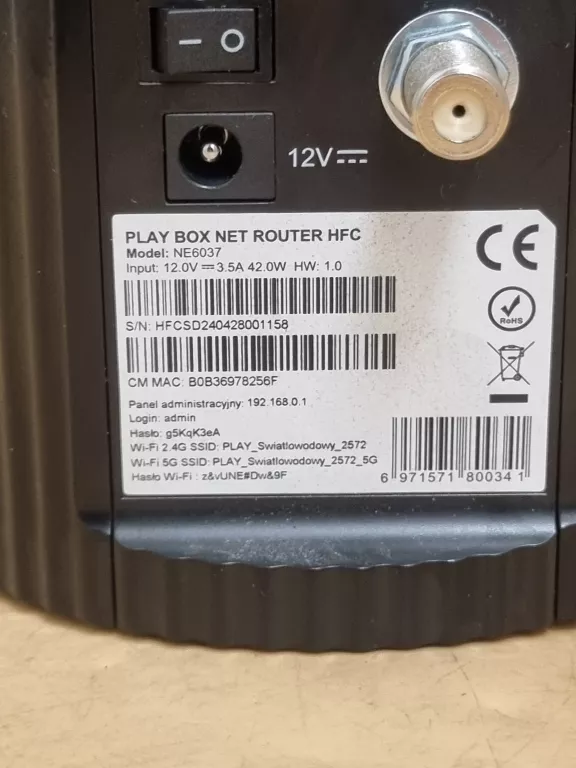 12V
PLAY BOX NET ROUTER HFC
Model: NE6037
Input: 12.0V⎓3.5A 42.0W HW: 1.0
S/N: HFCSD240428001158
CM MAC: B0B36978256F
Panel administracyjny: 192.168.0.1
Login: admin
Hasło: g5KqK3eA
Wi-Fi 2.4G SSID: PLAY_Swiatlowodowy_2572
Wi-Fi 5G SSID: PLAY_Swiatlowodowy_2572_5G
Hasło Wi-Fi : z&vUNE#Dw&9F
CE
RoHS
6 971571 800341